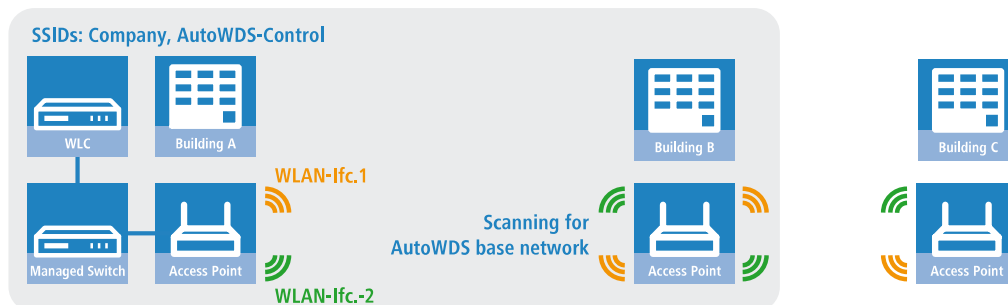 SSIDs: Company, AutoWDS-Control
WLC
Building A
Building B
Building C
WLAN-Ifc.1
Scanning for
AutoWDS base network
Managed Switch
Access Point
Access Point
Access Point
WLAN-Ifc.-2